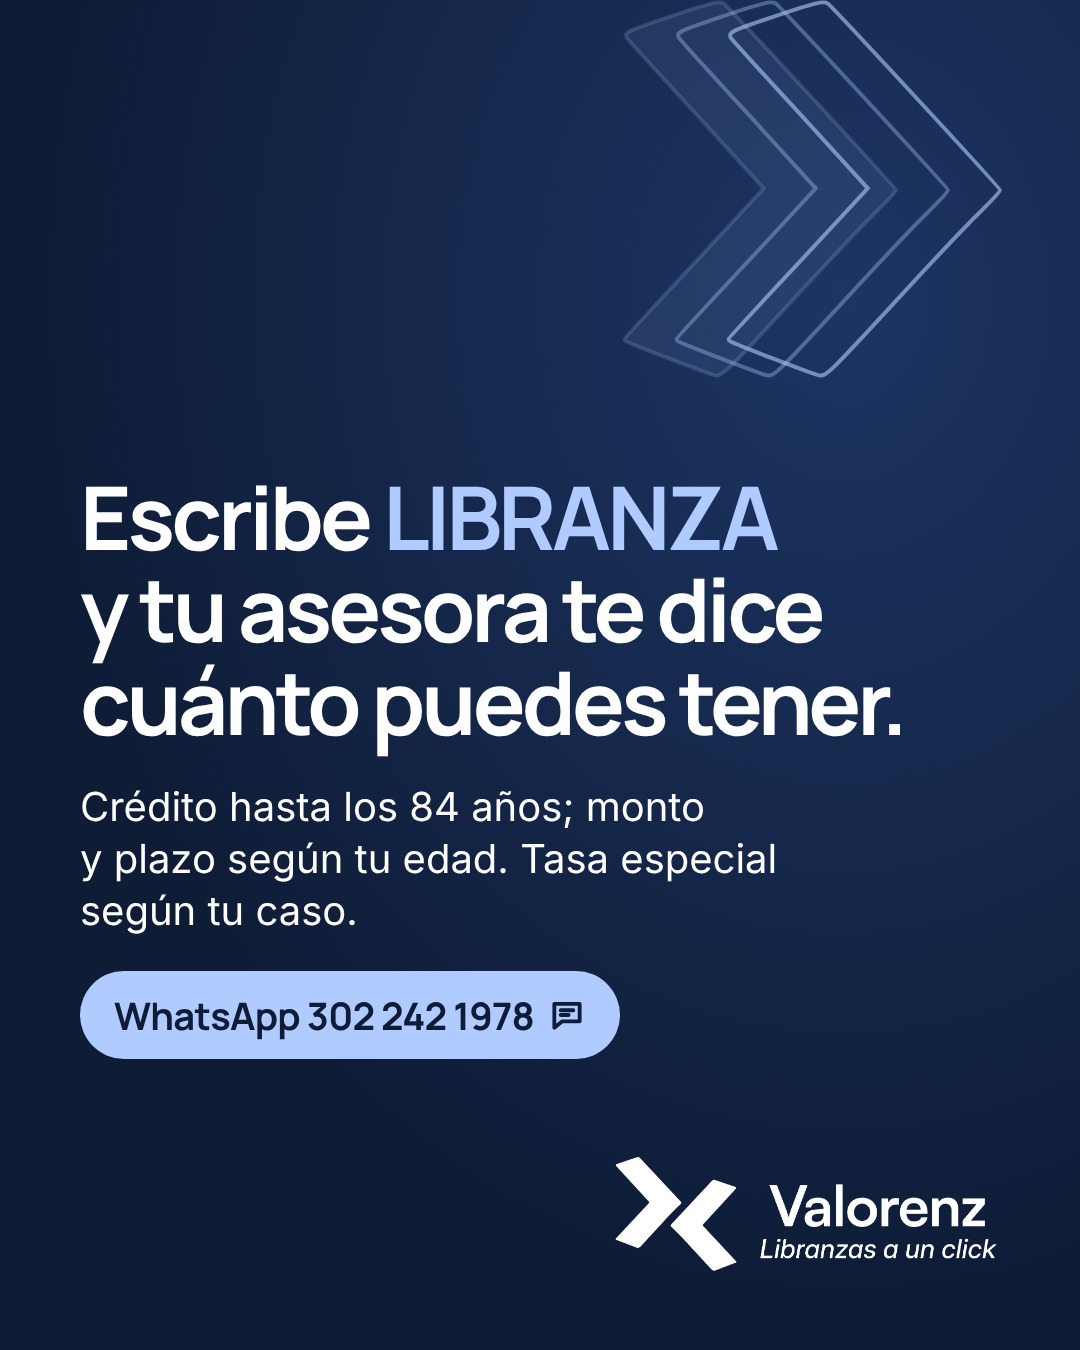 Escribe LIBRANZA
y tu asesora te dice
cuánto puedes tener.
Crédito hasta los 84 años; monto
y plazo según tu edad. Tasa especial
según tu caso.
WhatsApp 302 242 1978
Valorenz
Libranzas a un click